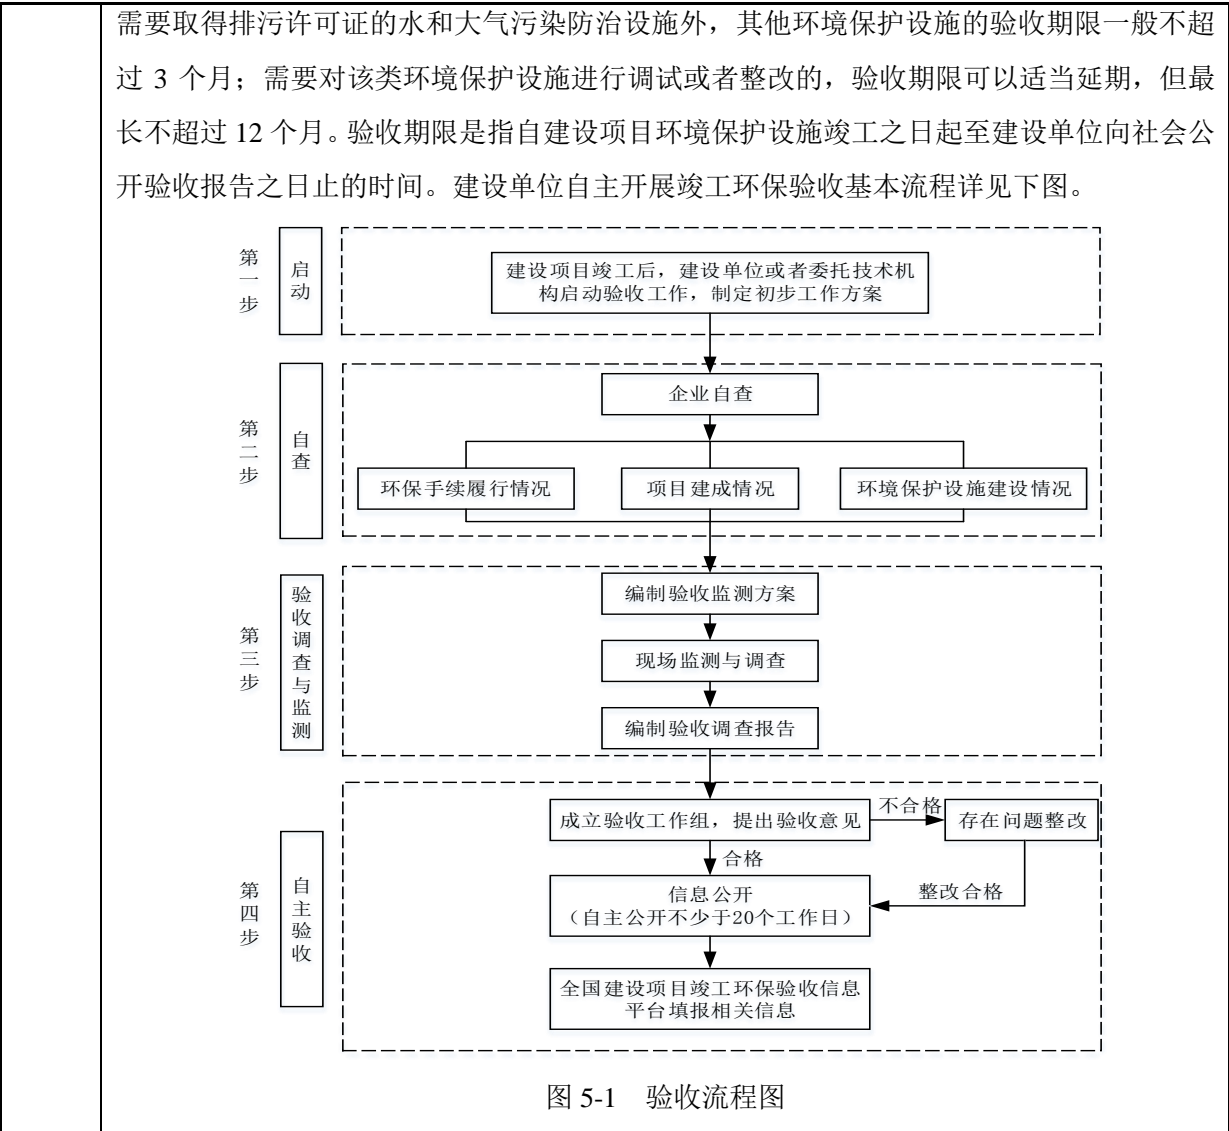 需要取得排污许可证的水和大气污染防治设施外，其他环境保护设施的验收期限一般不超
过 3 个月；需要对该类环境保护设施进行调试或者整改的，验收期限可以适当延期，但最
长不超过 12 个月。验收期限是指自建设项目环境保护设施竣工之日起至建设单位向社会公
开验收报告之日止的时间。建设单位自主开展竣工环保验收基本流程详见下图。
第一步
启动
建设项目竣工后，建设单位或者委托技术机
构启动验收工作，制定初步工作方案
第二步
自查
企业自查
环保手续履行情况
项目建成情况
环境保护设施建设情况
第三步
验收调查与监测
编制验收监测方案
现场监测与调查
编制验收调查报告
第四步
自主验收
成立验收工作组，提出验收意见
不合格
存在问题整改
合格
整改合格
信息公开
（自主公开不少于20个工作日）
全国建设项目竣工环保验收信息
平台填报相关信息
图 5-1 验收流程图